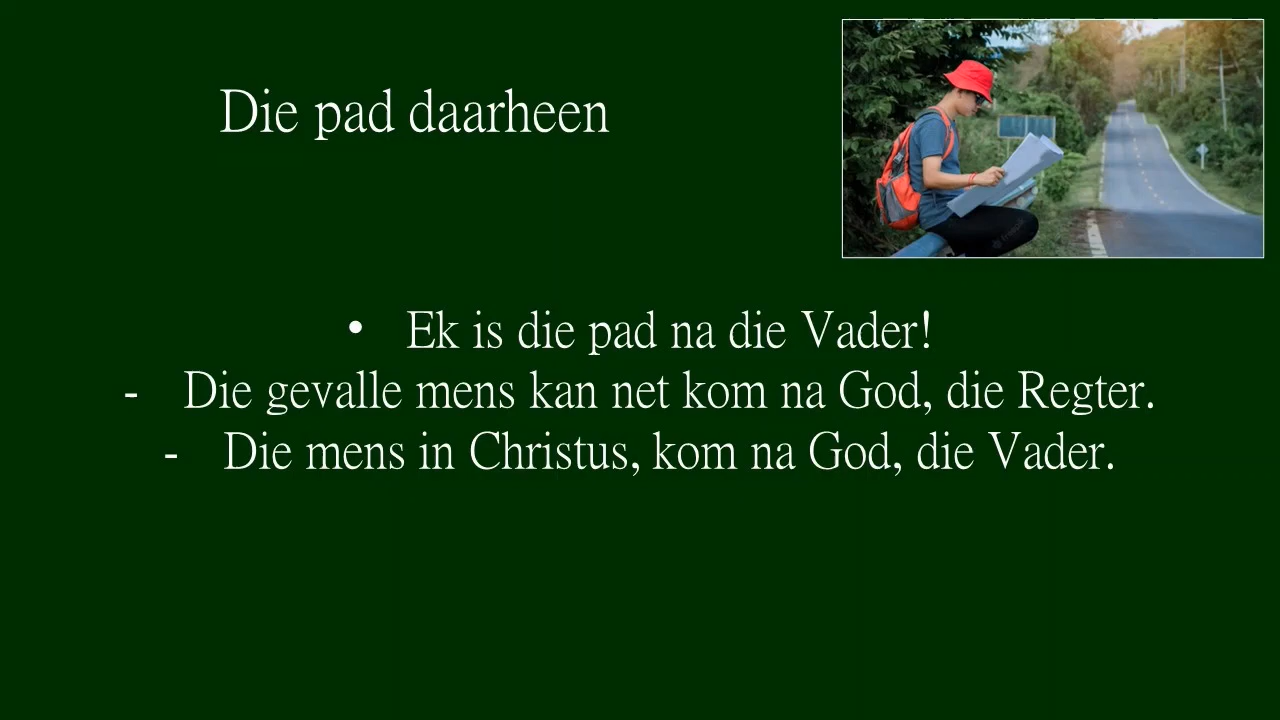 Die pad daarheen
• Ek is die pad na die Vader!
- Die gevalle mens kan net kom na God, die Regter.
- Die mens in Christus, kom na God, die Vader.